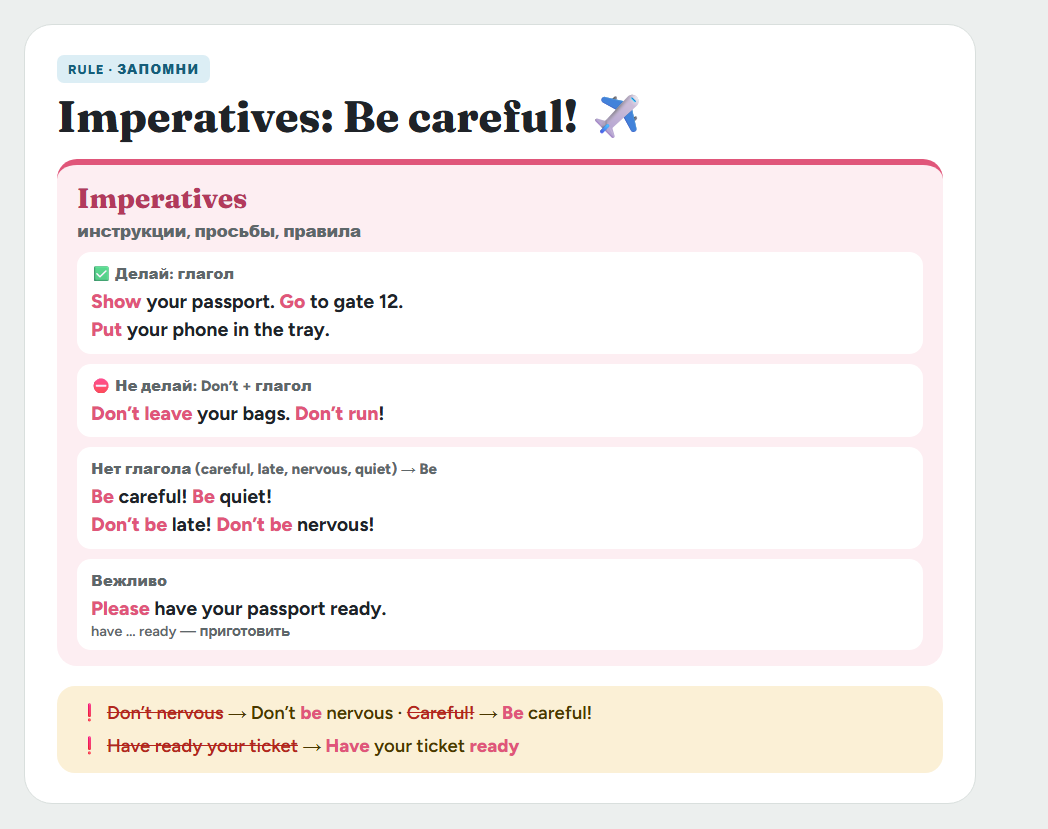 RULE · ЗАПОМНИ
Imperatives: Be careful! ✈️
Imperatives
инструкции, просьбы, правила
✅ Делай: глагол
Show your passport. Go to gate 12.
Put your phone in the tray.
⛔ Не делай: Don’t + глагол
Don’t leave your bags. Don’t run!
Нет глагола (careful, late, nervous, quiet) → Be
Be careful! Be quiet!
Don’t be late! Don’t be nervous!
Вежливо
Please have your passport ready.
have … ready — приготовить
❗ Don’t nervous → Don’t be nervous · Careful! → Be careful!
❗ Have ready your ticket → Have your ticket ready